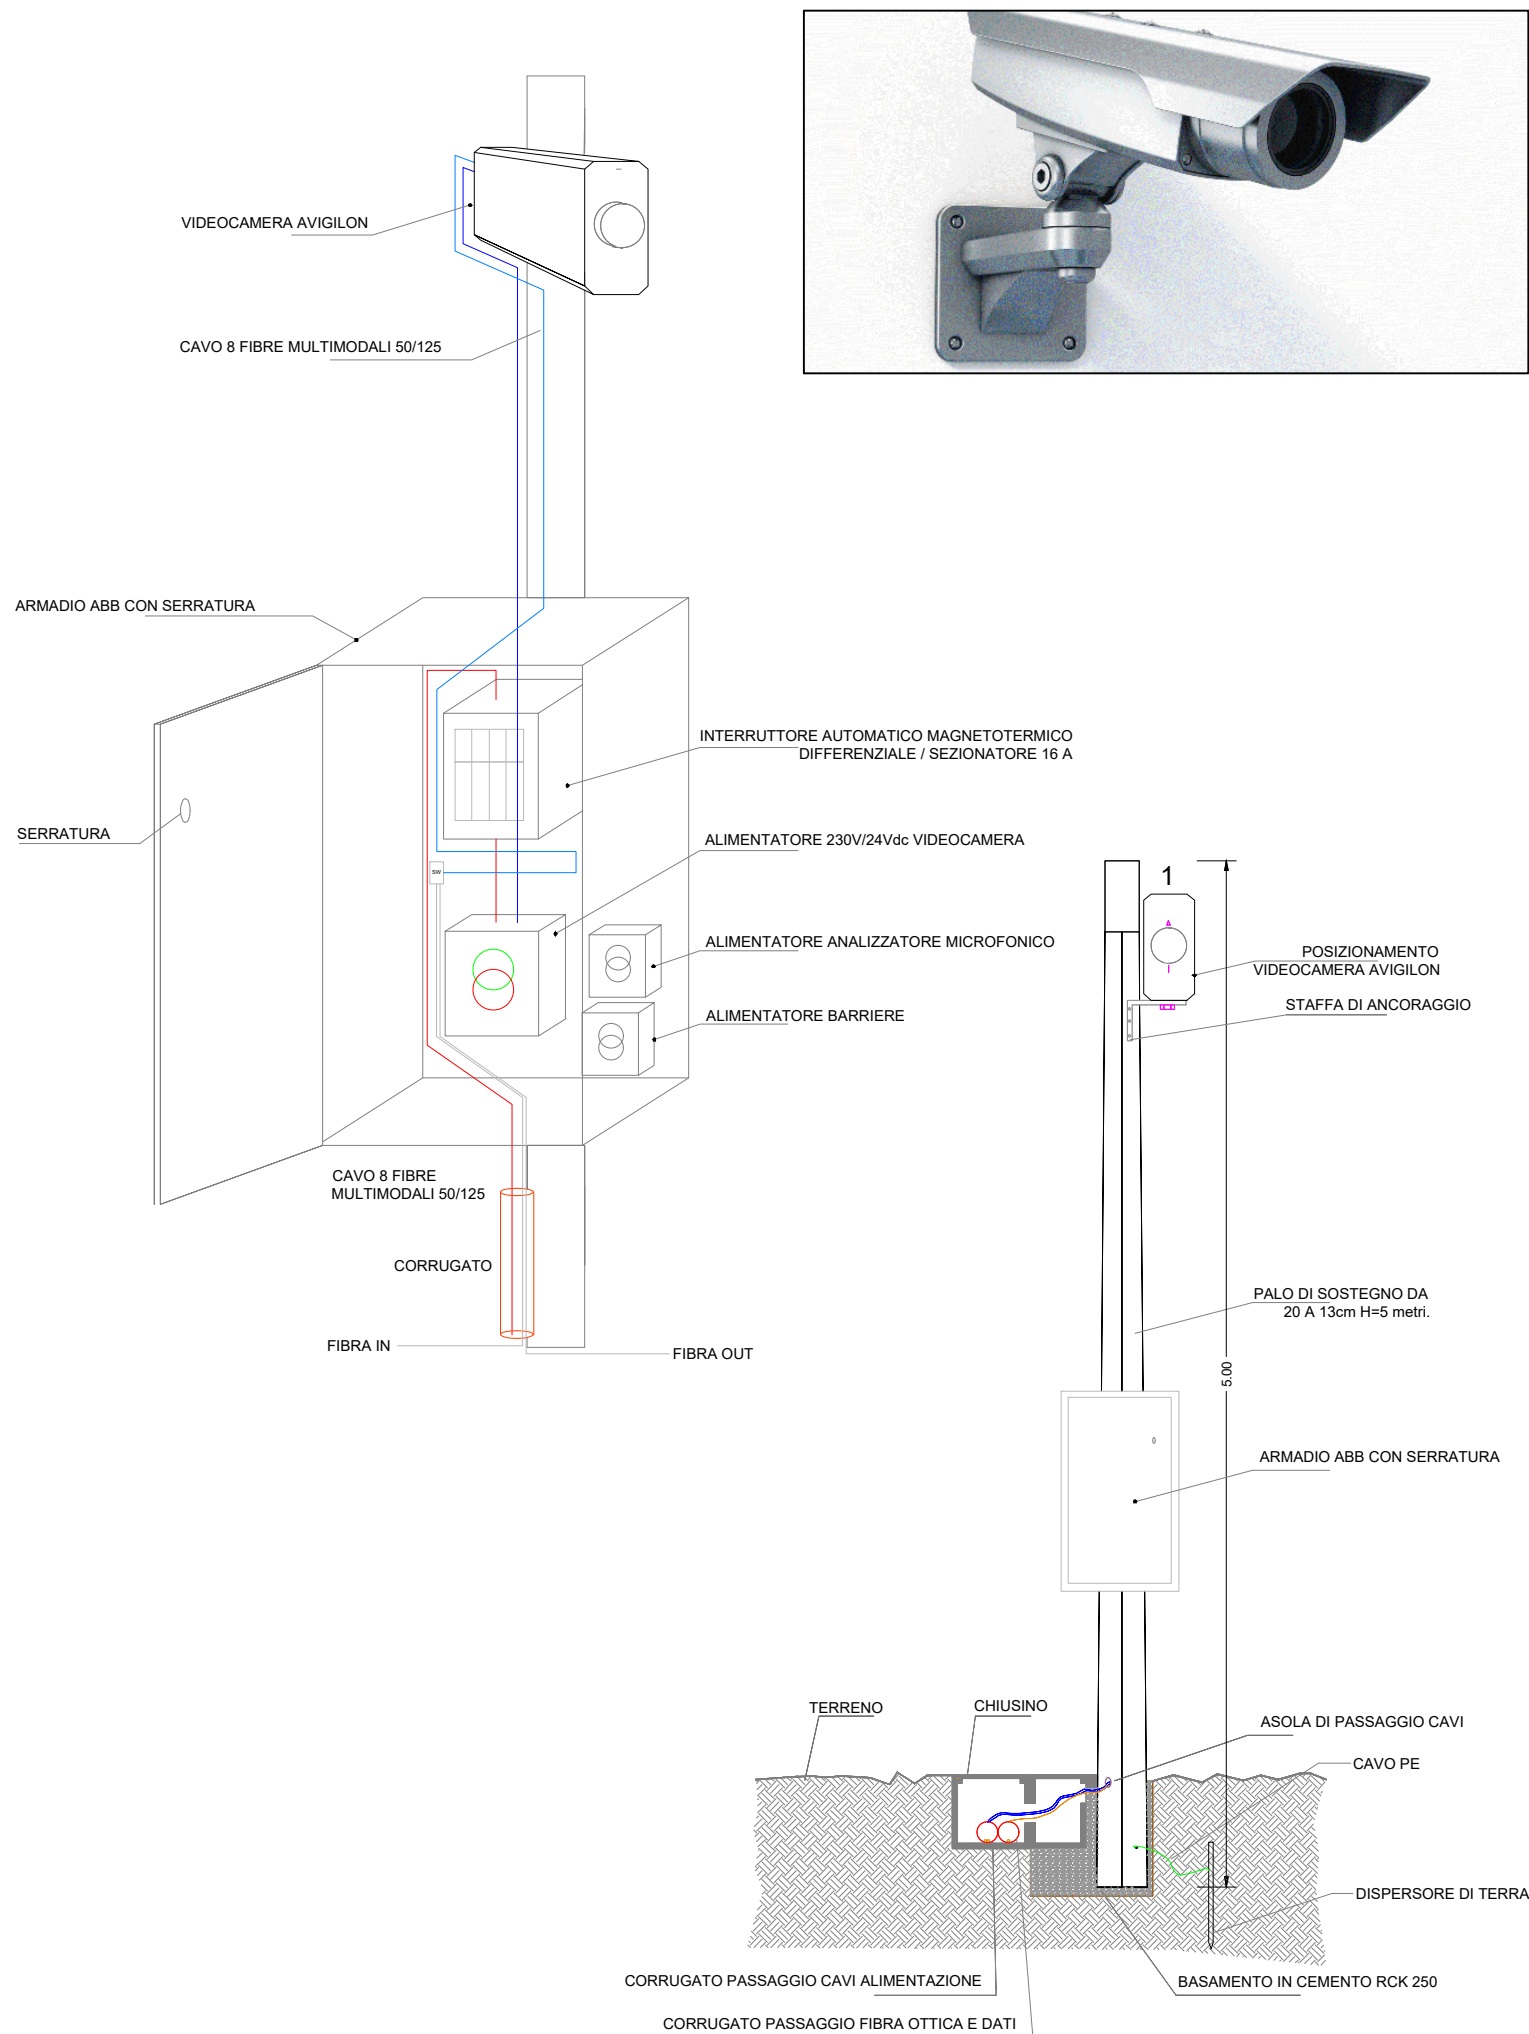 VIDEOCAMERA AVIGILON
CAVO 8 FIBRE MULTIMODALI 50/125
ARMADIO ABB CON SERRATURA
INTERRUTTORE AUTOMATICO MAGNETOTERMICO
DIFFERENZIALE / SEZIONATORE 16 A
SERRATURA
ALIMENTATORE 230V/24Vdc VIDEOCAMERA
SW
ALIMENTATORE ANALIZZATORE MICROFONICO
ALIMENTATORE BARRIERE
CAVO 8 FIBRE
MULTIMODALI 50/125
CORRUGATO
FIBRA IN
FIBRA OUT
1
POSIZIONAMENTO
VIDEOCAMERA AVIGILON
STAFFA DI ANCORAGGIO
PALO DI SOSTEGNO DA
20 A 13cm H=5 metri.
5.00
ARMADIO ABB CON SERRATURA
TERRENO
CHIUSINO
ASOLA DI PASSAGGIO CAVI
CAVO PE
DISPERSORE DI TERRA
CORRUGATO PASSAGGIO CAVI ALIMENTAZIONE
BASAMENTO IN CEMENTO RCK 250
CORRUGATO PASSAGGIO FIBRA OTTICA E DATI